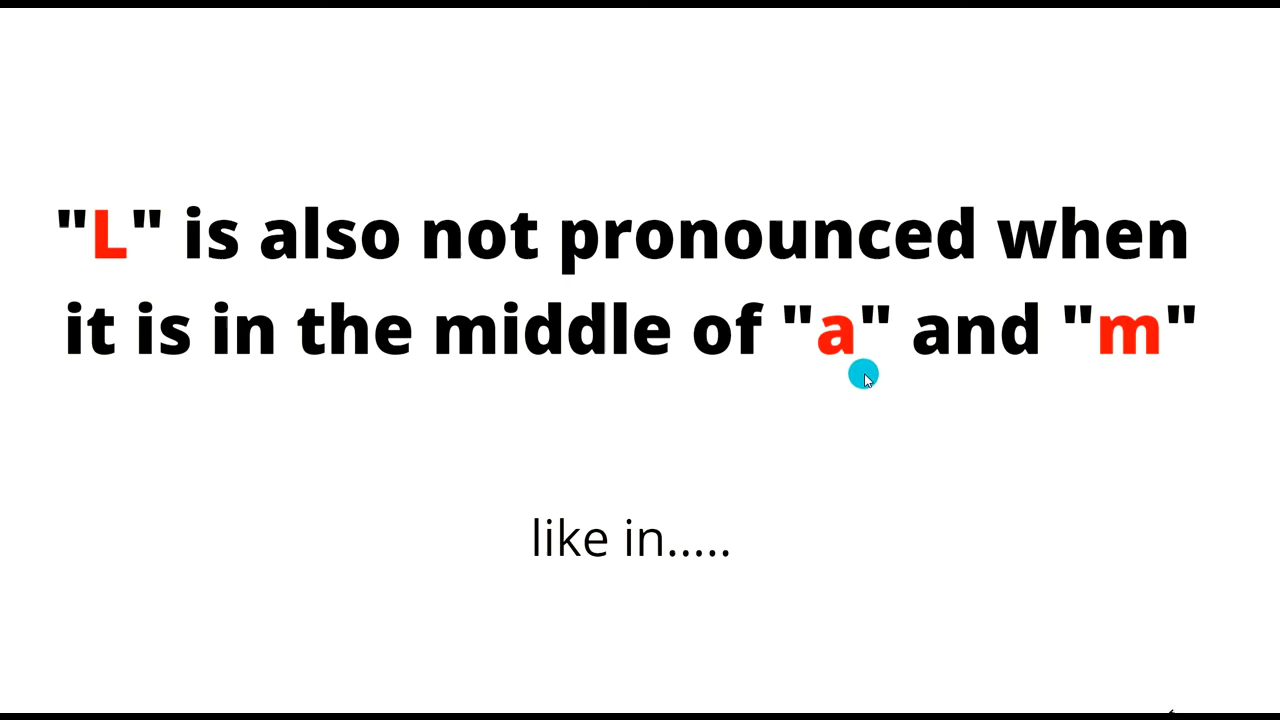 "L" is also not pronounced when
it is in the middle of "a" and "m"
like in.....